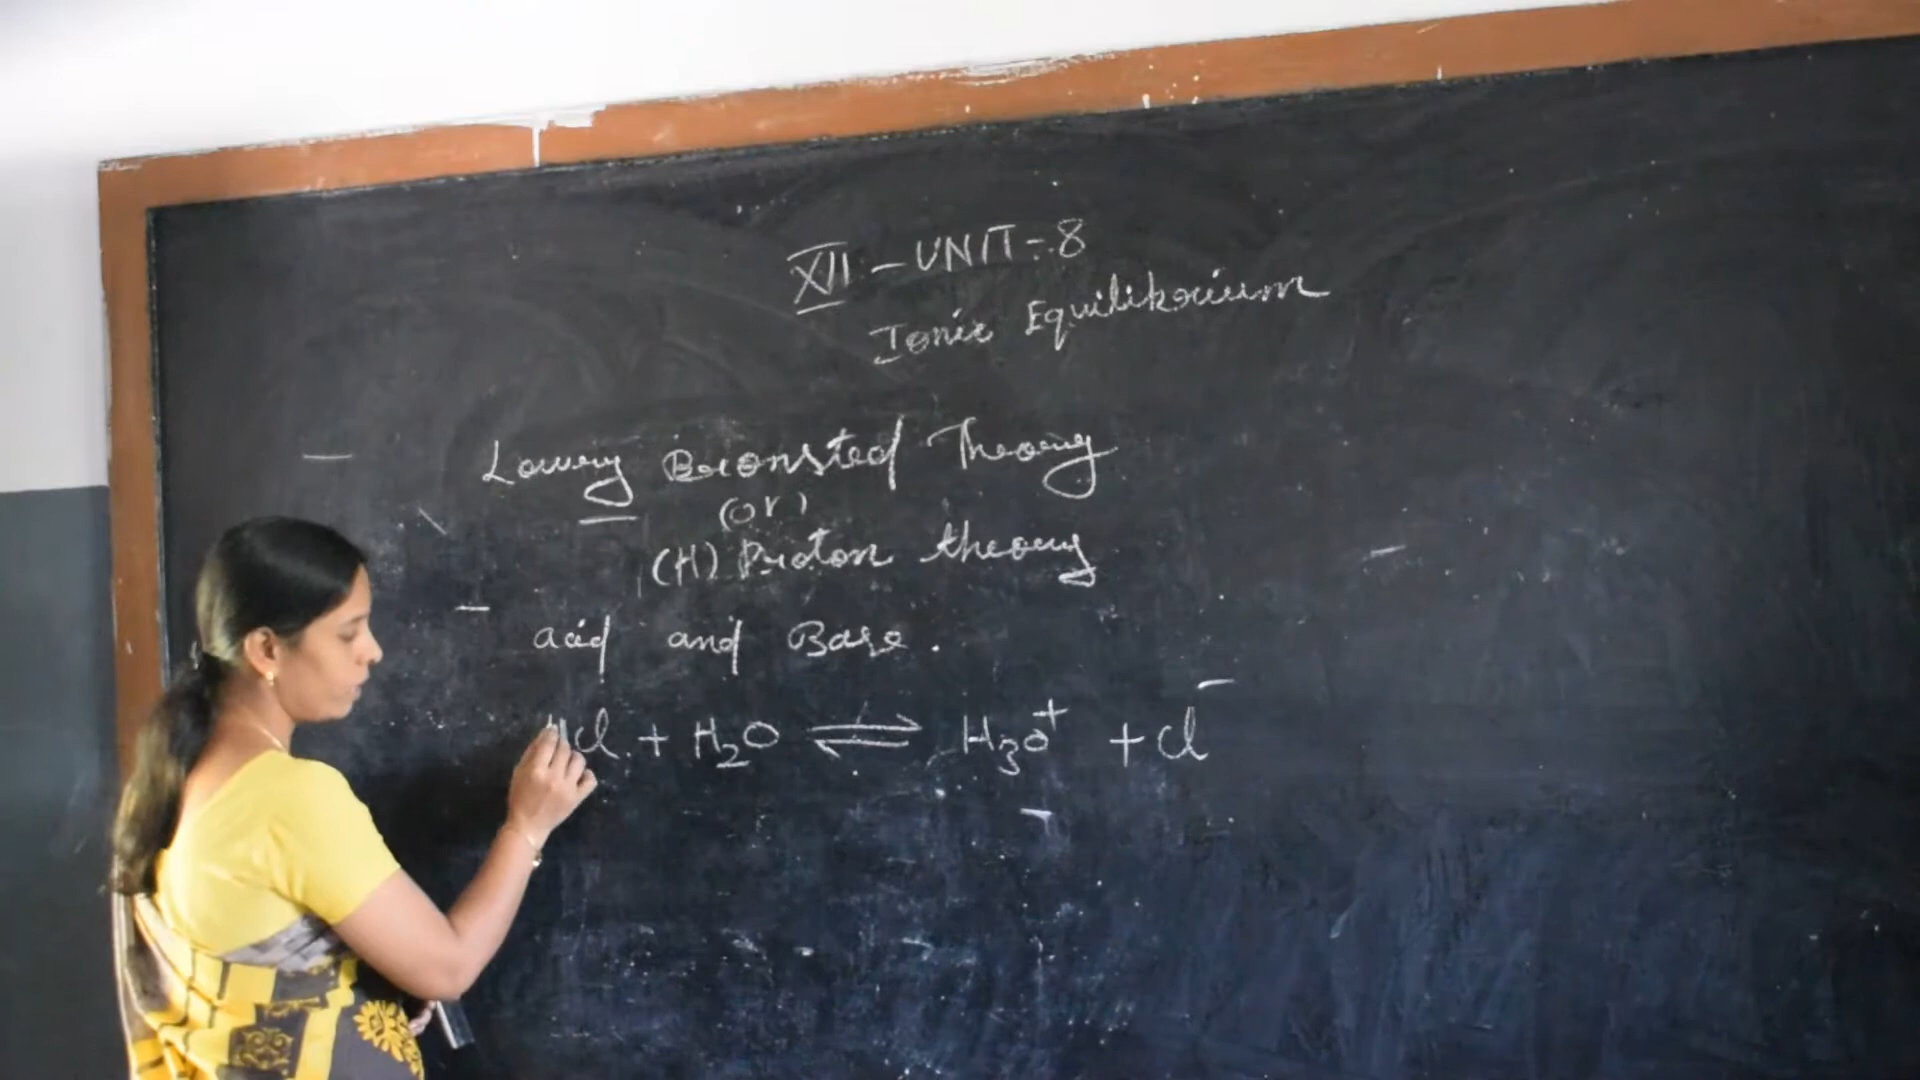 XII - UNIT - 8
Ionic Equilibrium
Lowry Bronsted Theory
(or)
(H) Proton theory
acid and Base.
HCl + H₂O ⇌ H₃O⁺ + Cl⁻